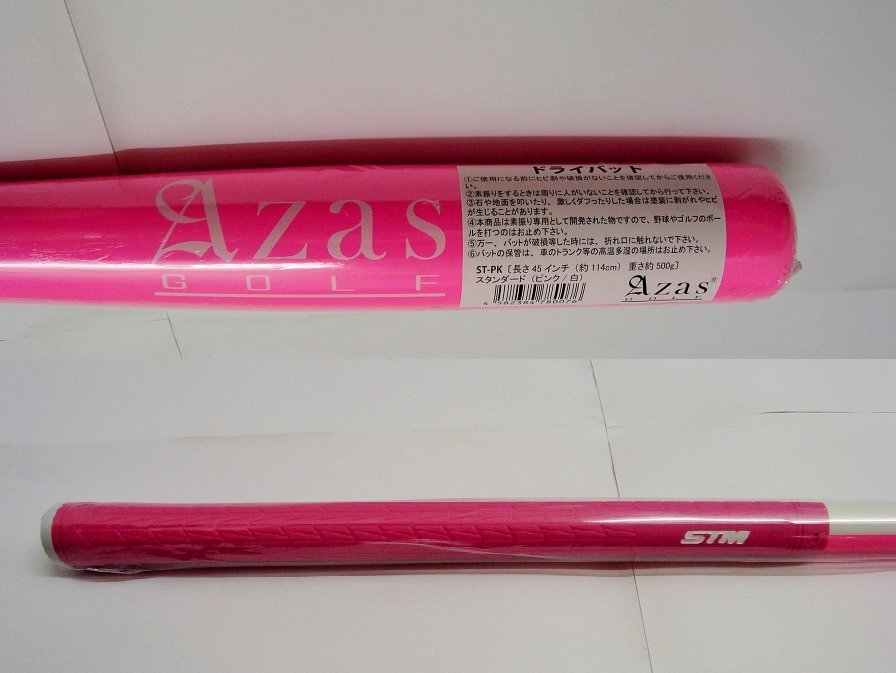 Azas
GOLF
ドライバット
①ご使用になる前にヒビ割や破損がないことを確認してからご使用くださ
い。
②素振りをするときは周りに人がいないことを確認してから行って下さい。
③石や地面を叩いたり、激しくダフったりした場合は塗装に剥がれやヒビ
が生じることがあります。
④本商品は素振り専用として開発された物ですので、野球やゴルフのボー
ルを打つのはお止め下さい。
⑤万一、バットが破損等した時には、折れ口に触れないで下さい。
⑥バットの保管は、車のトランク等の高温多湿の場所はお止め下さい。
ST-PK [長さ45インチ（約114cm） 重さ約500g]
スタンダード（ピンク/白）
4 582384 780076
Azas®
GOLF
STM